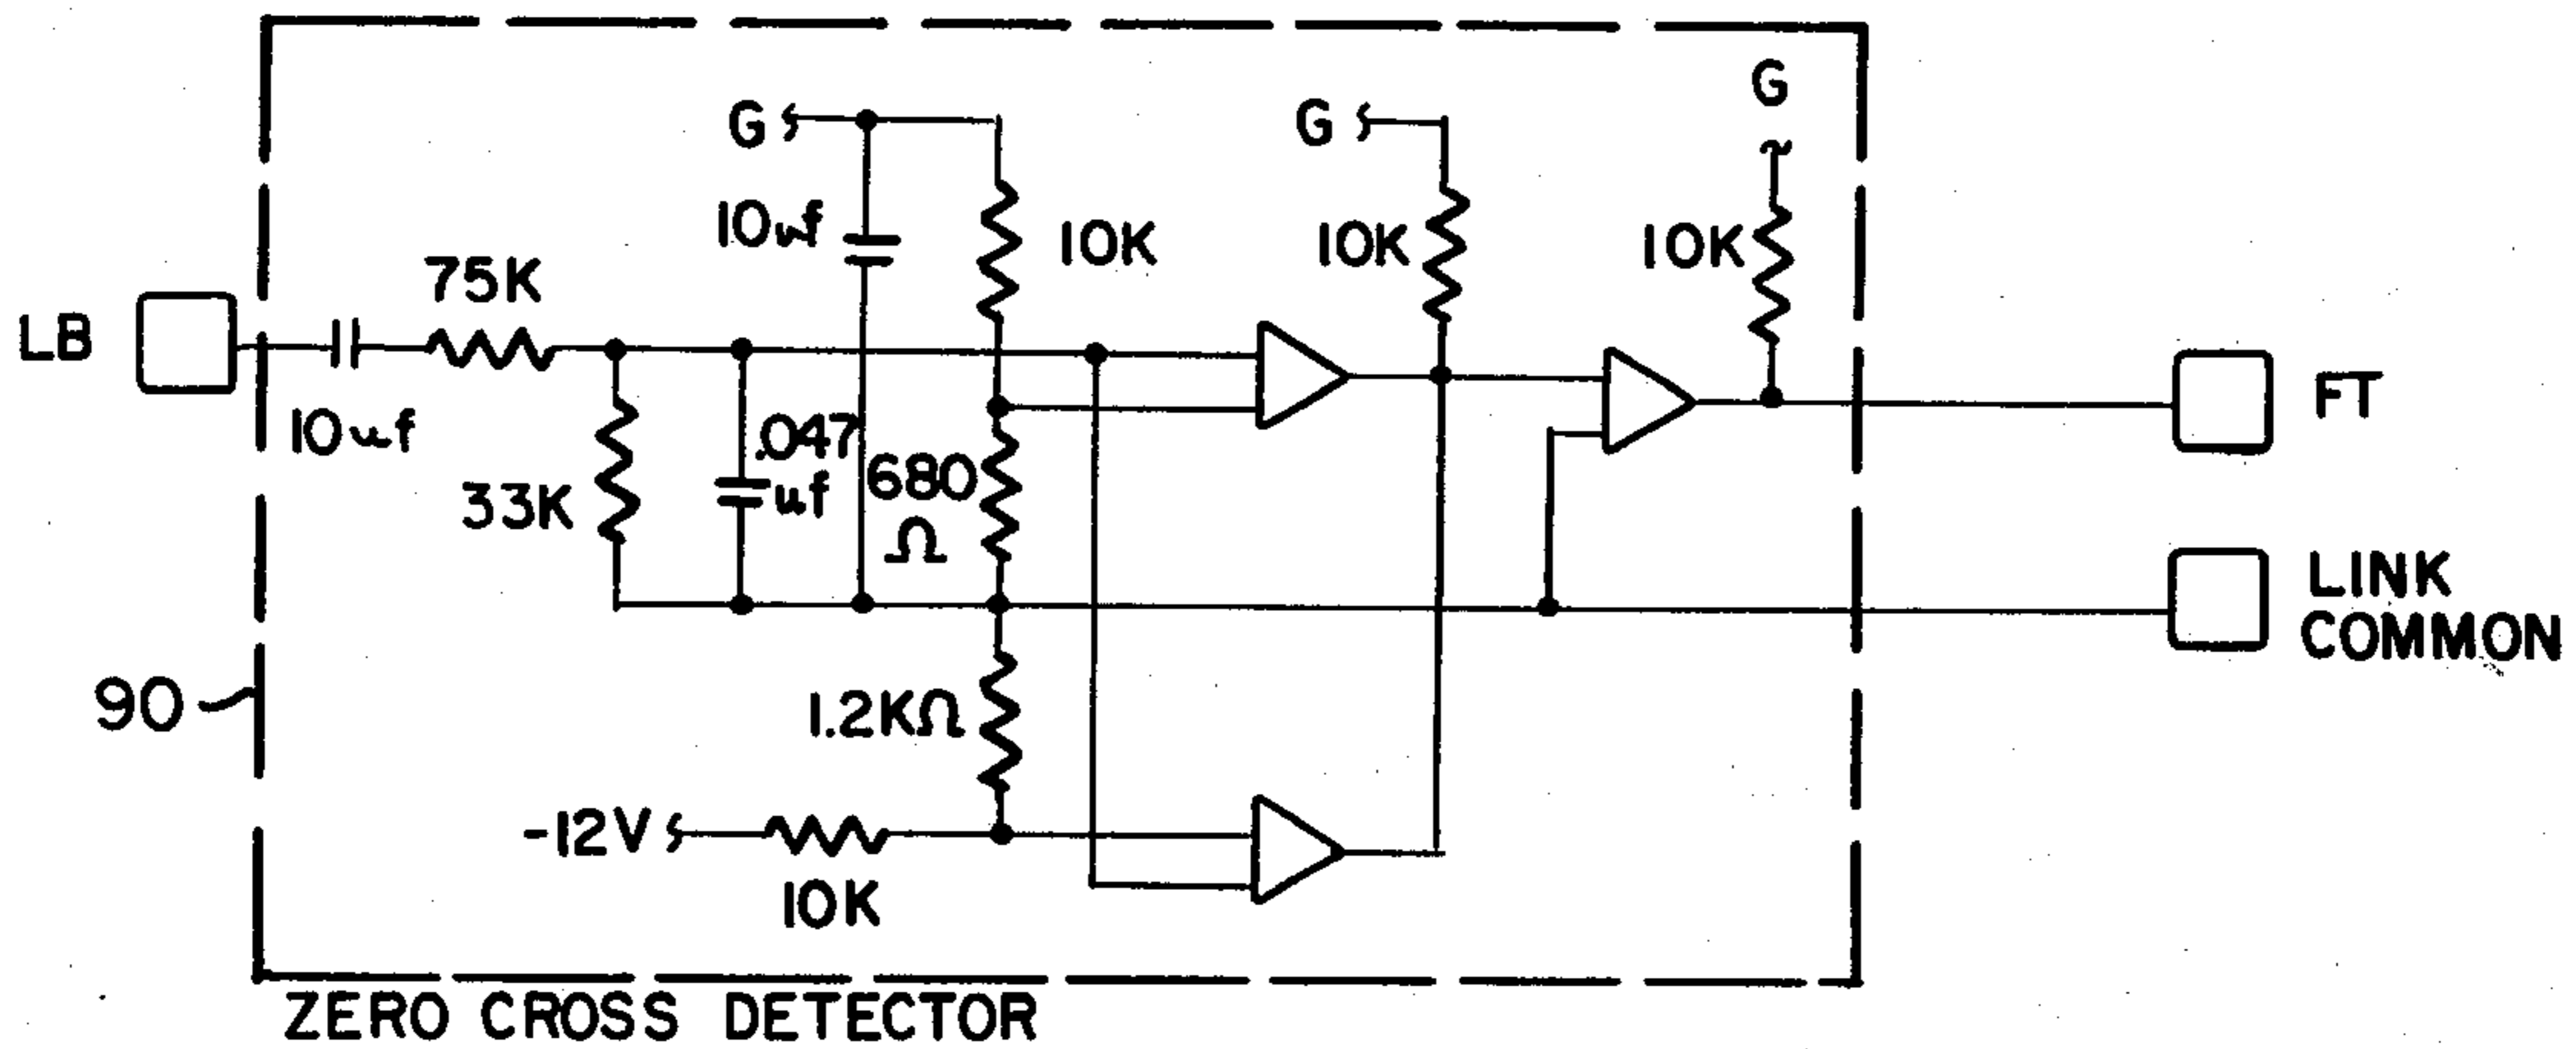 G
G
G
10uf
10K
10K
10K
75K
LB
10uf
FT
.047
uf
680
Ω
33K
LINK
COMMON
90
1.2KΩ
-12V
10K
ZERO CROSS DETECTOR